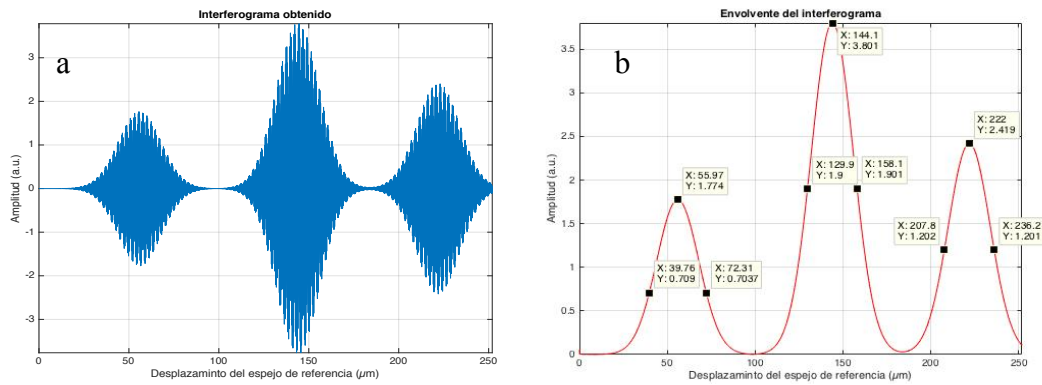 Interferograma obtenido
a
3
2
1
0
-1
-2
-3
Amplitud (a.u.)
0
50
100
150
200
250
Desplazaminto del espejo de referencia (µm)
Envolvente del interferograma
b
3.5
3
2.5
2
1.5
1
0.5
0
Amplitud (a.u.)
X: 144.1
Y: 3.801
X: 222
Y: 2.419
X: 129.9
Y: 1.9
X: 158.1
Y: 1.901
X: 55.97
Y: 1.774
X: 207.8
Y: 1.202
X: 236.2
Y: 1.201
X: 39.76
Y: 0.709
X: 72.31
Y: 0.7037
0
50
100
150
200
250
Desplazaminto del espejo de referencia (µm)